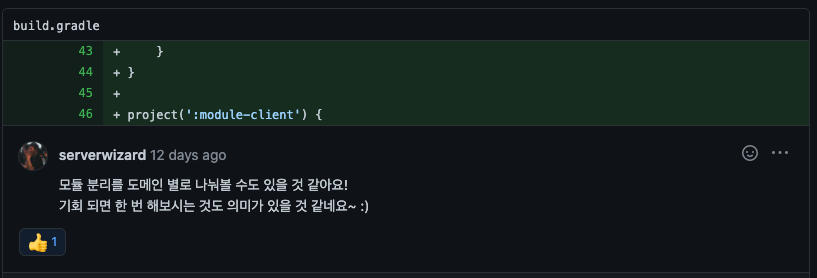 build.gradle
43 +     }
44 + }
45 +
46 + project(':module-client') {
serverwizard 12 days ago
모듈 분리를 도메인 별로 나눠볼 수도 있을 것 같아요!
기회 되면 한 번 해보시는 것도 의미가 있을 것 같네요~ :)
👍 1